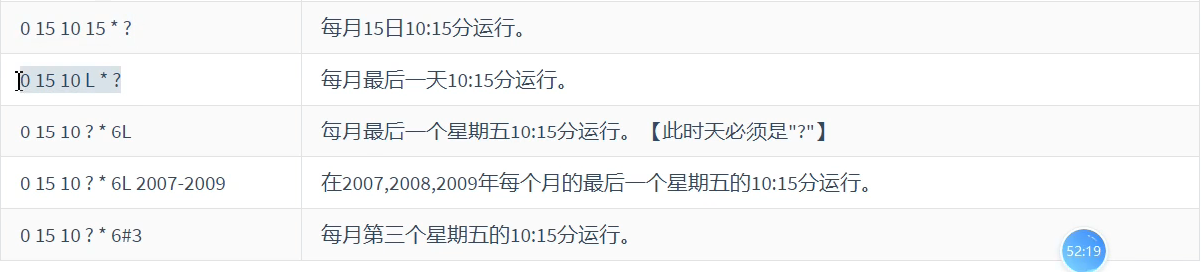 0 15 10 15 * ? 每月15日10:15分运行。
0 15 10 L * ? 每月最后一天10:15分运行。
0 15 10 ? * 6L 每月最后一个星期五10:15分运行。【此时天必须是"?"】
0 15 10 ? * 6L 2007-2009 在2007,2008,2009年每个月的最后一个星期五的10:15分运行。
0 15 10 ? * 6#3 每月第三个星期五的10:15分运行。
52:19